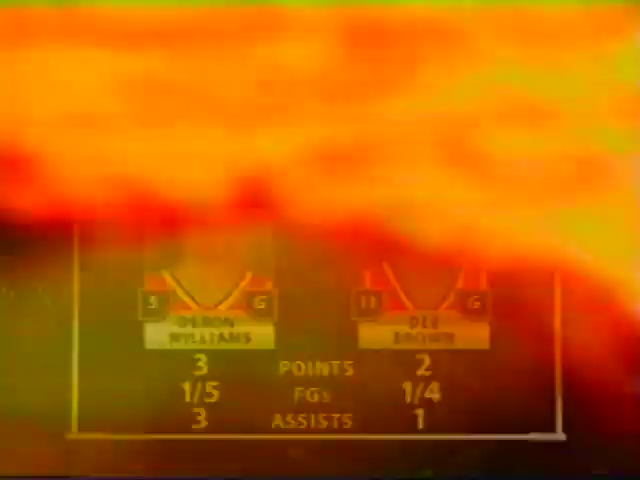 5 G 11 G
DERON DEE
WILLIAMS BROWN
3 POINTS 2
1/5 FGs 1/4
3 ASSISTS 1